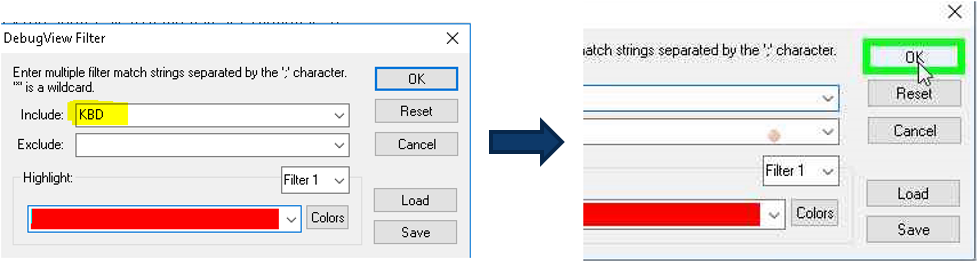 DebugView Filter
Enter multiple filter match strings separated by the ';' character.
'*' is a wildcard.
Include: KBD
Exclude:
Highlight:
Filter 1
Colors
OK
Reset
Cancel
Load
Save
match strings separated by the ';' character.
OK
Reset
Cancel
Filter 1
Colors
Load
Save